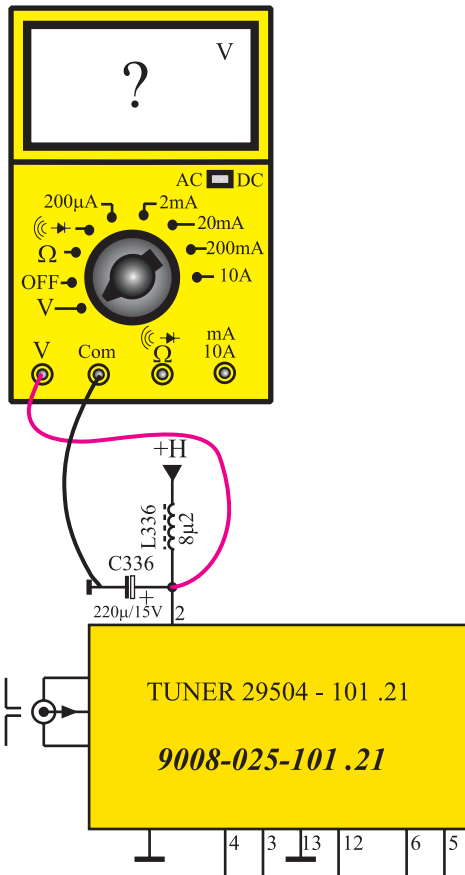 V
?
AC DC
200µA 2mA
20mA
Ω 200mA
OFF 10A
V
V Com Ω mA
10A
+H
L336
8µ2
C336
+
220µ/15V 2
TUNER 29504 - 101 .21
9008-025-101 .21
4 3 13 12 6 5